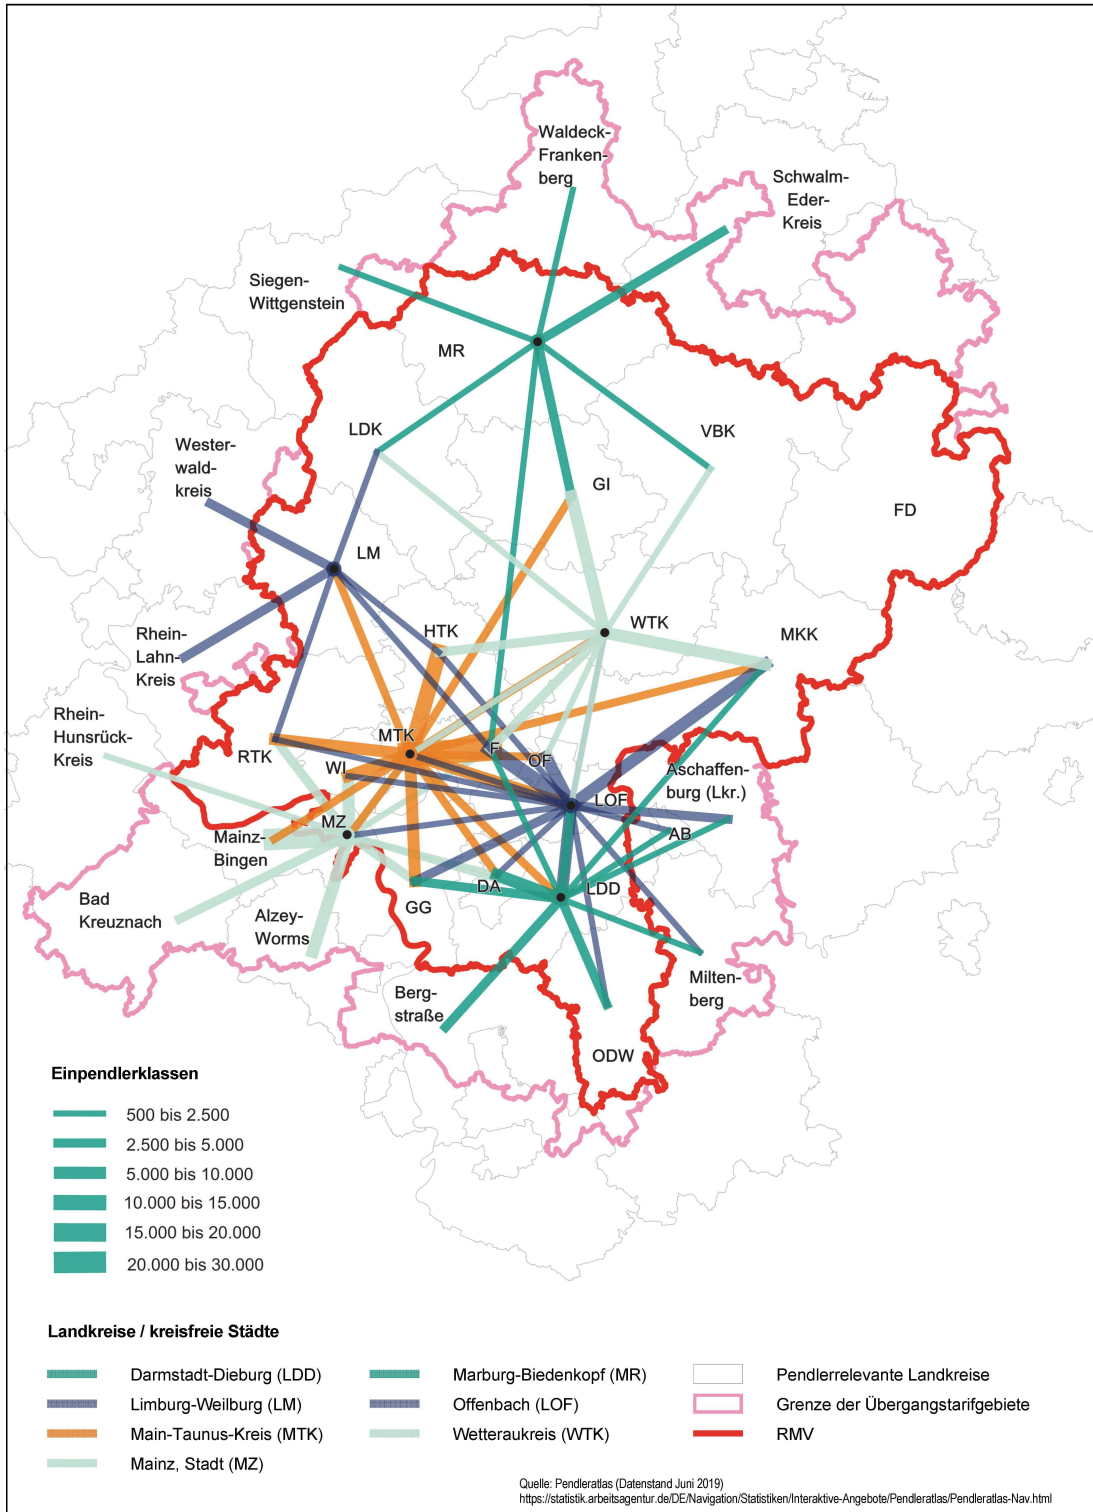 Waldeck-
Franken-
berg
Schwalm-
Eder-
Kreis
Siegen-
Wittgenstein
MR
LDK
VBK
Wester-
wald-
kreis
GI
FD
LM
HTK
WTK
MKK
Rhein-
Lahn-
Kreis
Rhein-
Hunsrück-
Kreis
MTK
RTK
WI
F
OF
Aschaffen-
burg (Lkr.)
LOF
MZ
AB
Mainz-
Bingen
DA
LDD
Bad
Kreuznach
GG
Alzey-
Worms
Milten-
berg
Berg-
straße
ODW
Einpendlerklassen
500 bis 2.500
2.500 bis 5.000
5.000 bis 10.000
10.000 bis 15.000
15.000 bis 20.000
20.000 bis 30.000
Landkreise / kreisfreie Städte
Darmstadt-Dieburg (LDD)
Limburg-Weilburg (LM)
Main-Taunus-Kreis (MTK)
Mainz, Stadt (MZ)
Marburg-Biedenkopf (MR)
Offenbach (LOF)
Wetteraukreis (WTK)
Pendlerrelevante Landkreise
Grenze der Übergangstarifgebiete
RMV
Quelle: Pendleratlas (Datenstand Juni 2019)
https://statistik.arbeitsagentur.de/DE/Navigation/Statistiken/Interaktive-Angebote/Pendleratlas/Pendleratlas-Nav.html